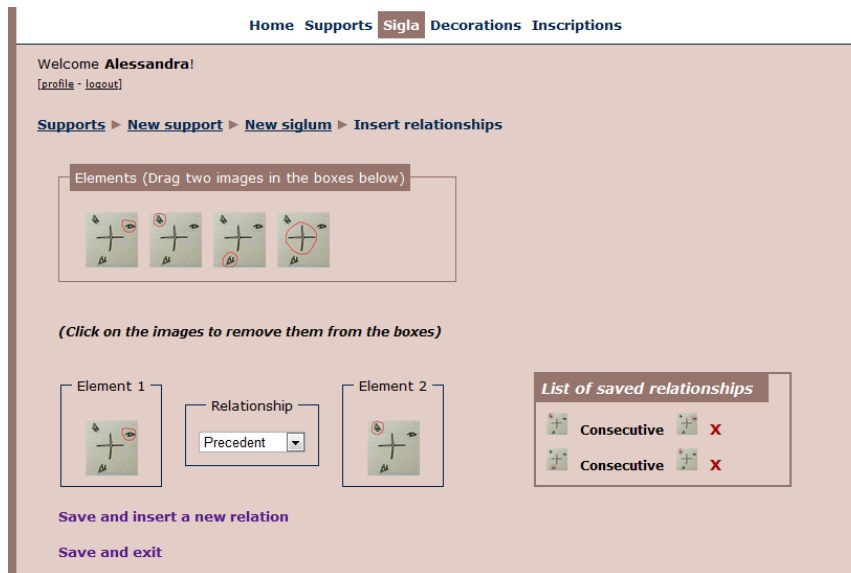 Home Supports Sigla Decorations Inscriptions
Welcome Alessandra!
[profile - logout]
Supports ► New support ► New siglum ► Insert relationships
Elements (Drag two images in the boxes below)
(Click on the images to remove them from the boxes)
Element 1
Relationship
Precedent
Element 2
List of saved relationships
Consecutive X
Consecutive X
Save and insert a new relation
Save and exit